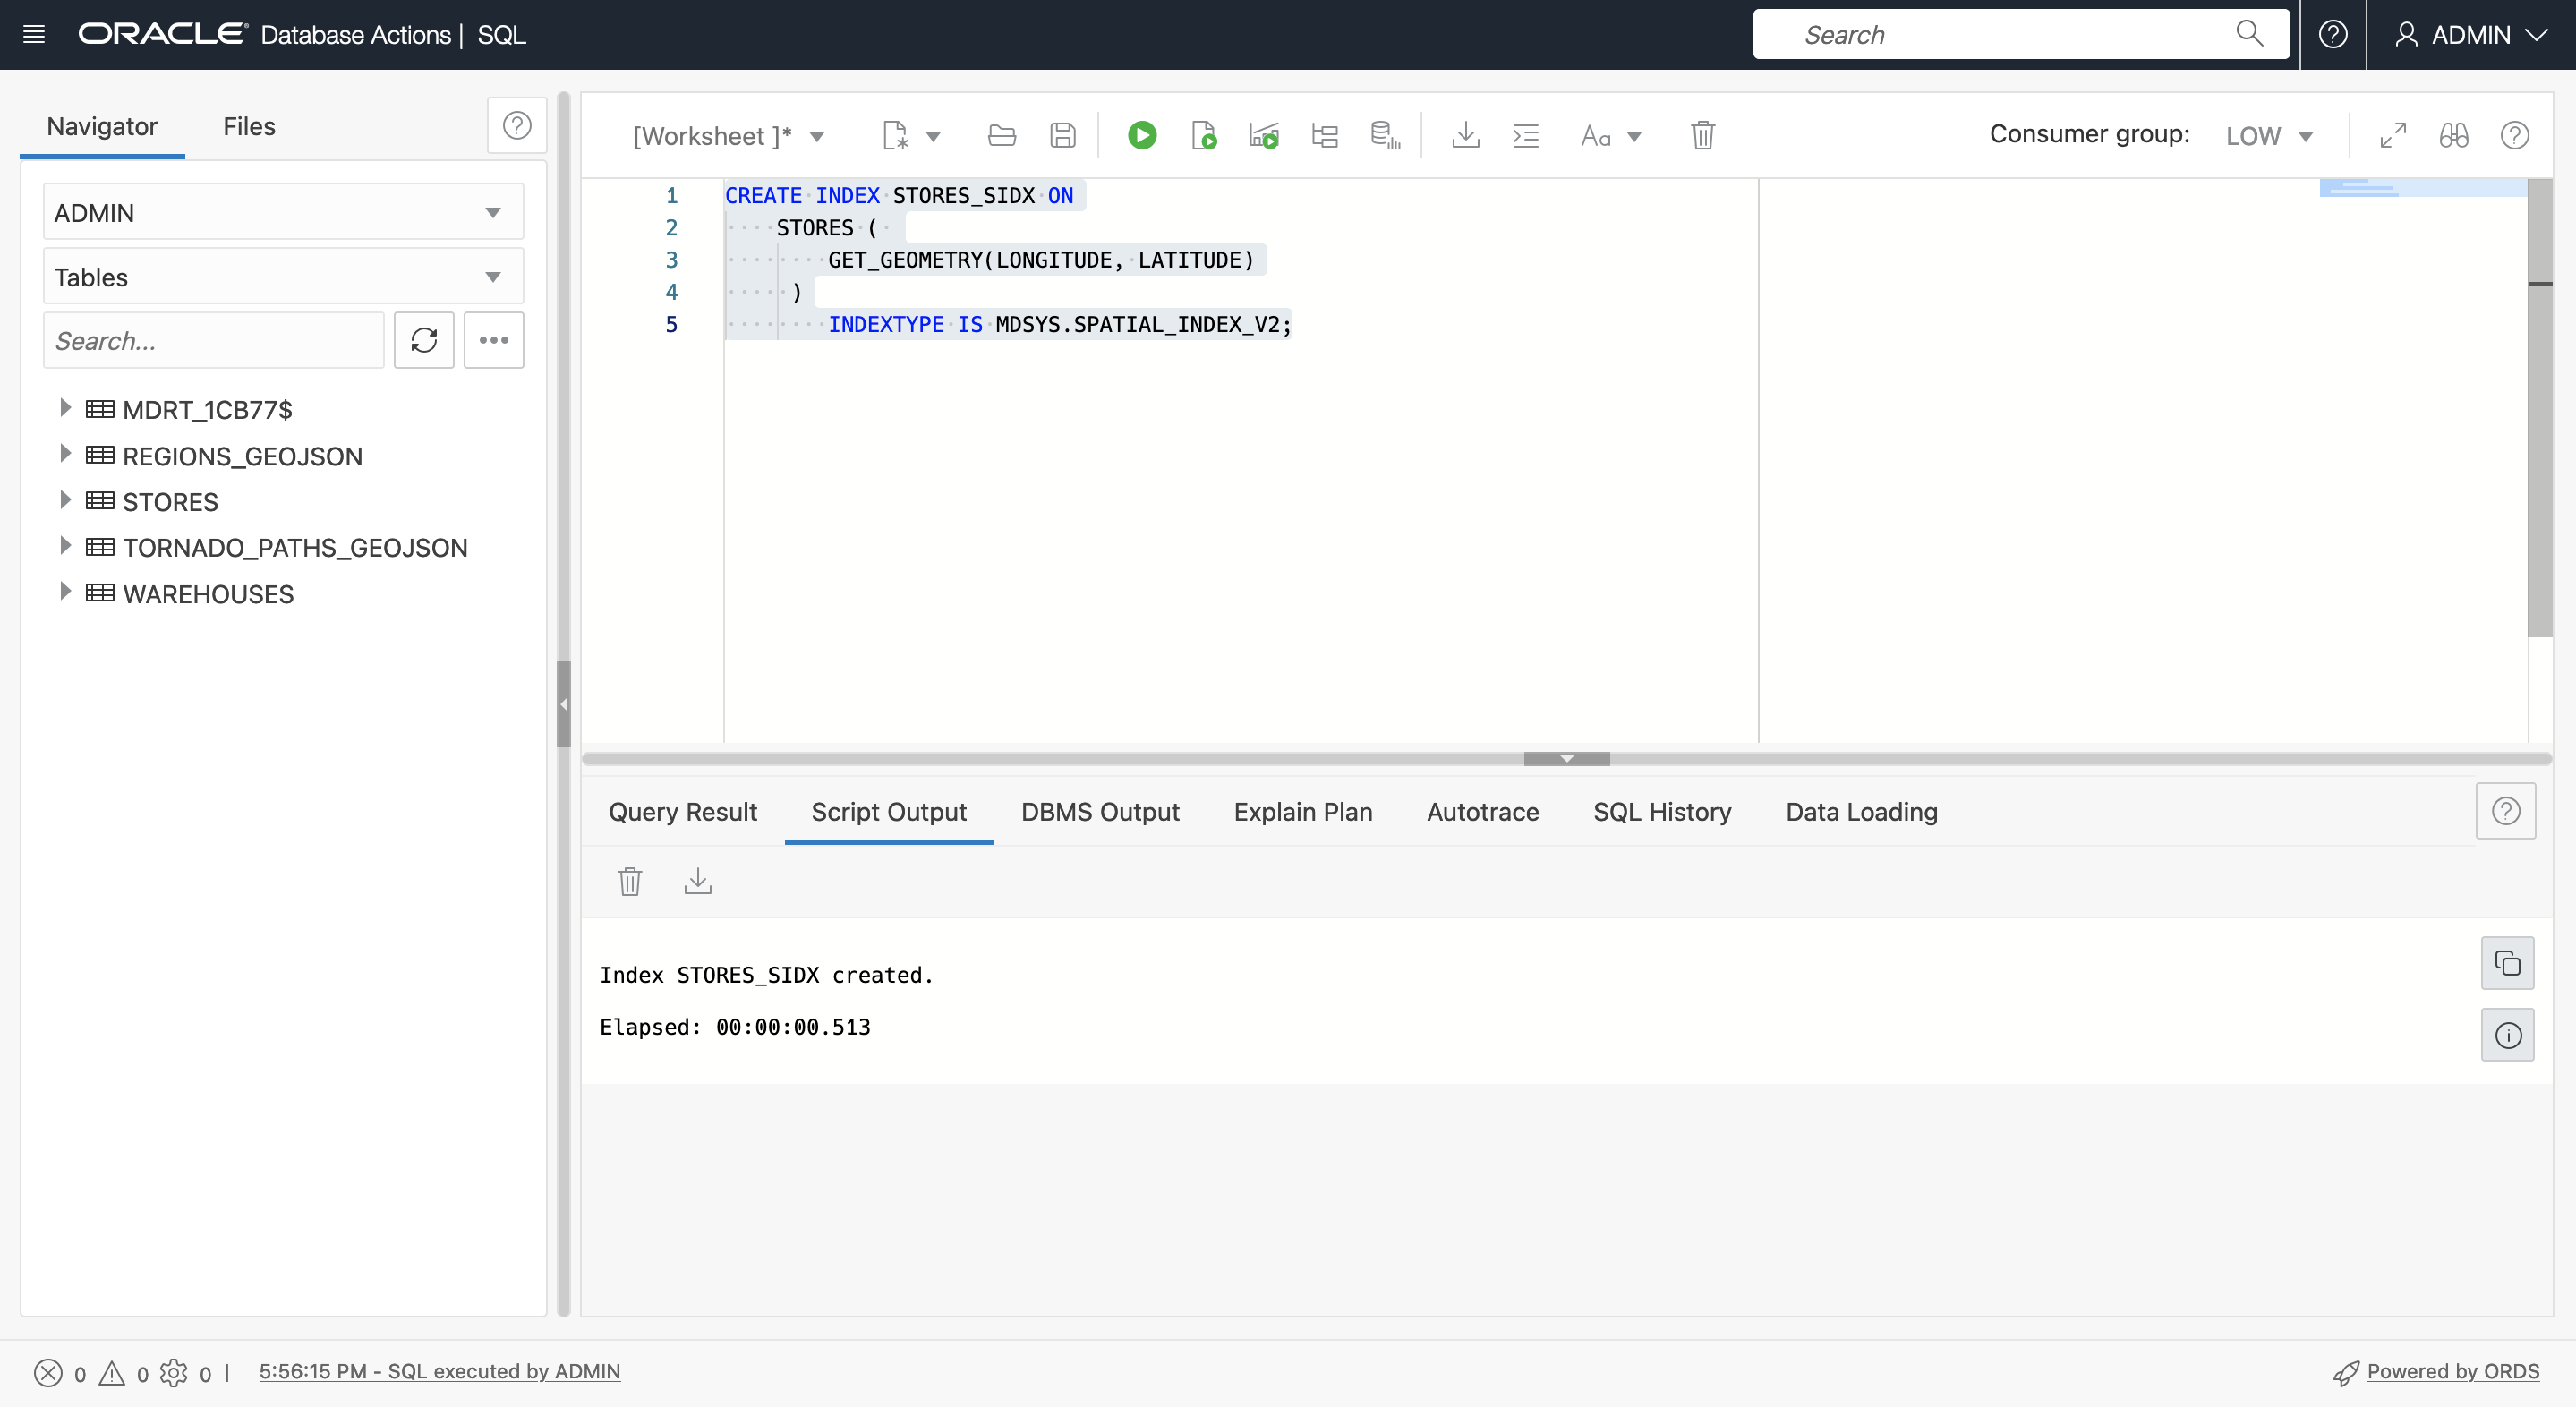 ORACLE Database Actions | SQL
Search
ADMIN
Navigator
Files
ADMIN
Tables
Search...
MDRT_1CB77$
REGIONS_GEOJSON
STORES
TORNADO_PATHS_GEOJSON
WAREHOUSES
[Worksheet ]*
Aa
Consumer group: LOW
1 CREATE INDEX STORES_SIDX ON
2 STORES (
3 GET_GEOMETRY(LONGITUDE, LATITUDE)
4 )
5 INDEXTYPE IS MDSYS.SPATIAL_INDEX_V2;
Query Result
Script Output
DBMS Output
Explain Plan
Autotrace
SQL History
Data Loading
Index STORES_SIDX created.
Elapsed: 00:00:00.513
0 0 0 | 5:56:15 PM - SQL executed by ADMIN
Powered by ORDS